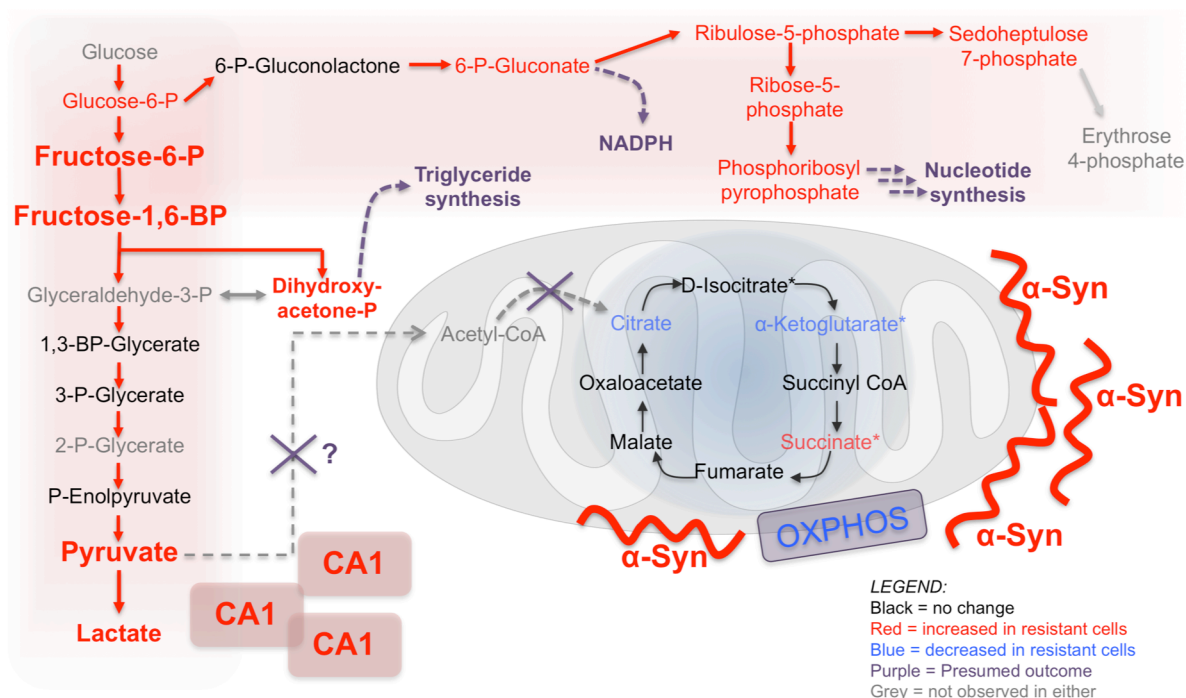 Glucose
Glucose-6-P
Fructose-6-P
Fructose-1,6-BP
Glyceraldehyde-3-P
Dihydroxy-
acetone-P
1,3-BP-Glycerate
3-P-Glycerate
2-P-Glycerate
P-Enolpyruvate
Pyruvate
Lactate
6-P-Gluconolactone
6-P-Gluconate
NADPH
Ribulose-5-phosphate
Sedoheptulose
7-phosphate
Erythrose
4-phosphate
Ribose-5-
phosphate
Phosphoribosyl
pyrophosphate
Nucleotide
synthesis
Triglyceride
synthesis
?
Acetyl-CoA
Citrate
D-Isocitrate*
α-Ketoglutarate*
Succinyl CoA
Succinate*
Fumarate
Malate
Oxaloacetate
α-Syn
α-Syn
α-Syn
α-Syn
OXPHOS
CA1
CA1
CA1
LEGEND:
Black = no change
Red = increased in resistant cells
Blue = decreased in resistant cells
Purple = Presumed outcome
Grey = not observed in either